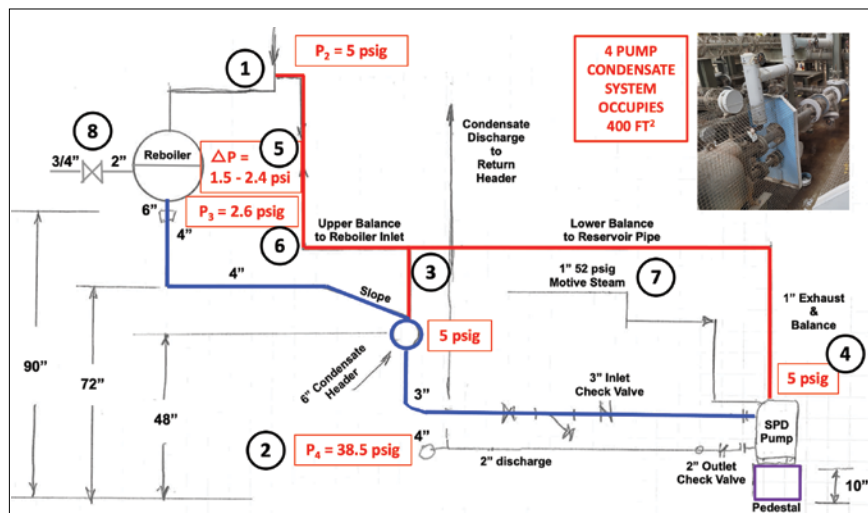 P₂ = 5 psig
1
4 PUMP
CONDENSATE
SYSTEM
OCCUPIES
400 FT²
Condensate
Discharge to
Return
Header
8
3/4"
2"
Reboiler
5
△P =
1.5 - 2.4 psi
P₃ = 2.6 psig
6"
4"
6
Upper Balance
to Reboiler Inlet
Lower Balance
to Reservoir Pipe
3
7
1" 52 psig
Motive Steam
4"
Slope
1" Exhaust
&
Balance
4
5 psig
5 psig
90"
72"
48"
6" Condensate
Header
3"
3" Inlet
Check Valve
SPD
Pump
2
P₄ = 38.5 psig
4"
2" discharge
2" Outlet
Check Valve
Pedestal
10"